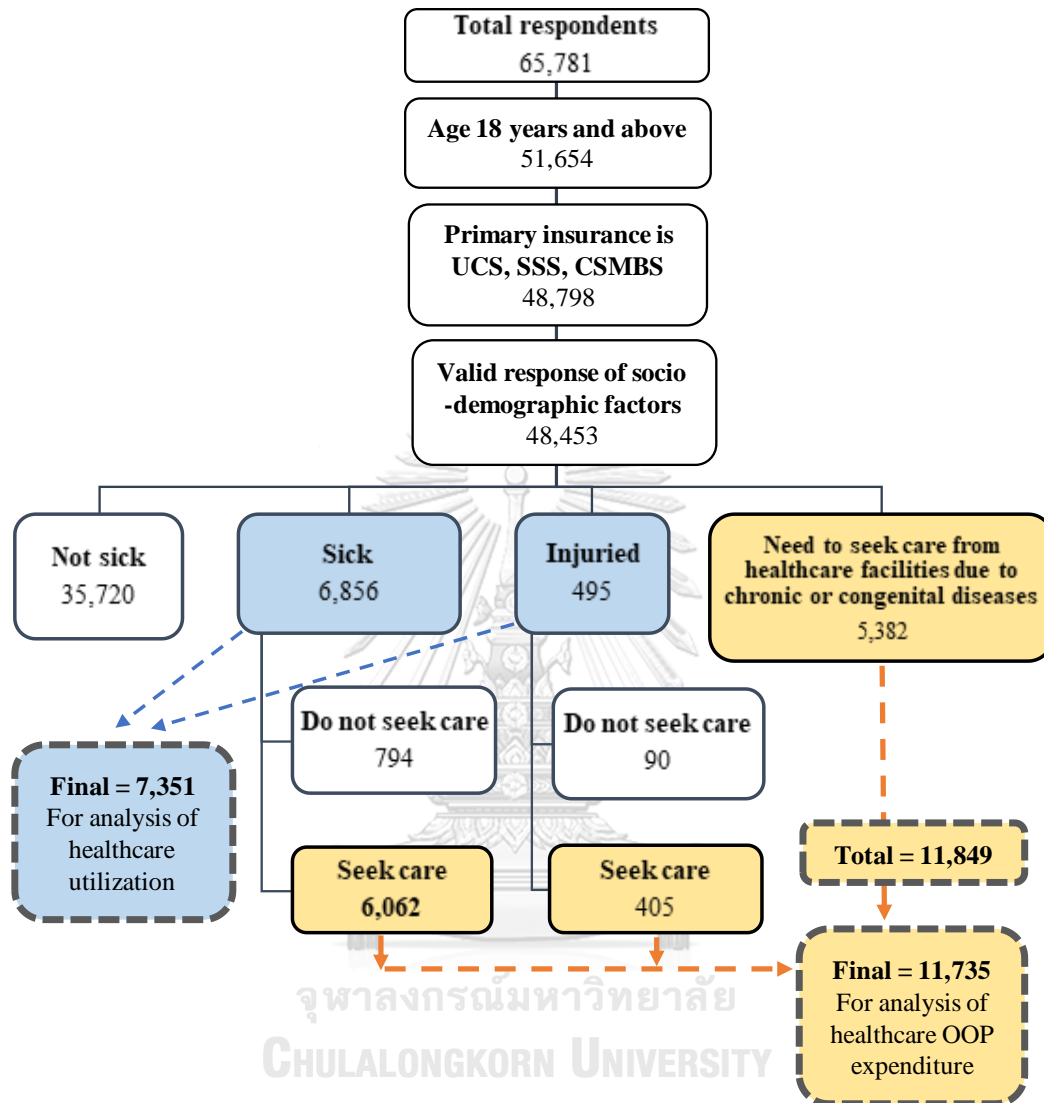 Total respondents
65,781
Age 18 years and above
51,654
Primary insurance is
UCS, SSS, CSMBS
48,798
Valid response of socio
-demographic factors
48,453
Not sick
35,720
Sick
6,856
Injuried
495
Need to seek care from
healthcare facilities due to
chronic or congenital diseases
5,382
Do not seek care
794
Do not seek care
90
Final = 7,351
For analysis of
healthcare
utilization
Seek care
6,062
Seek care
405
Total = 11,849
Final = 11,735
For analysis of
healthcare OOP
expenditure
จุฬาลงกรณ์มหาวิทยาลัย
CHULALONGKORN UNIVERSITY